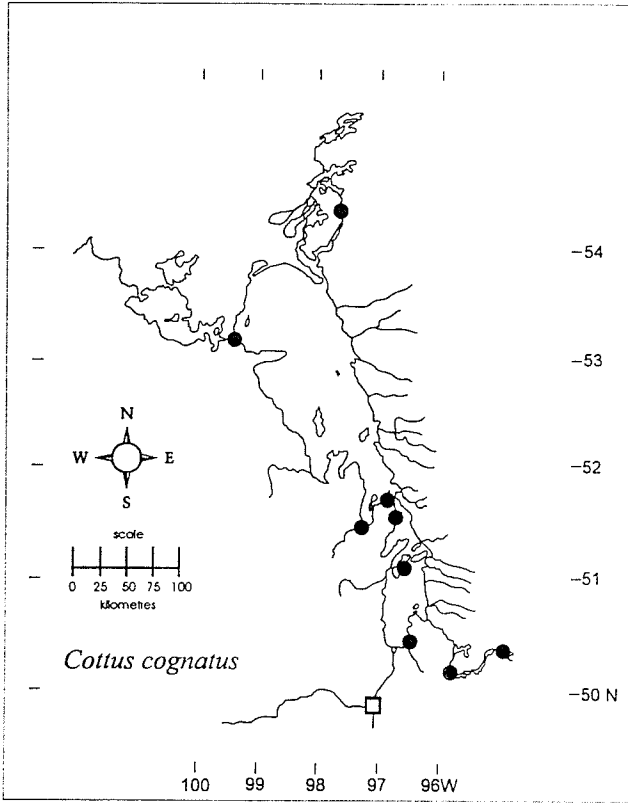 –54
–53
N
W E
S
–52
scale
0 25 50 75 100
kilometres
–51
Cottus cognatus
–50 N
100 99 98 97 96W